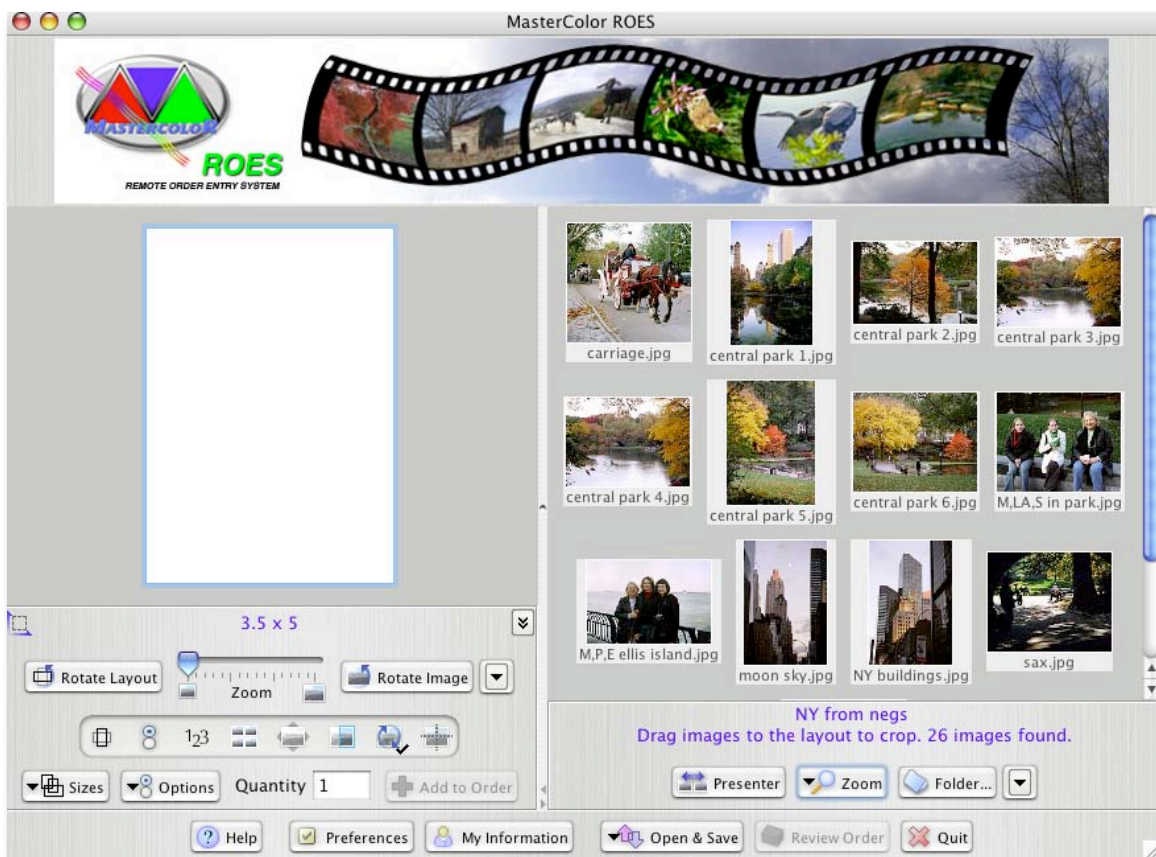 MasterColor ROES
MASTERCOLOR
ROES
REMOTE ORDER ENTRY SYSTEM
carriage.jpg
central park 1.jpg
central park 2.jpg
central park 3.jpg
central park 4.jpg
central park 5.jpg
central park 6.jpg
M,LA,S in park.jpg
M,P,E ellis island.jpg
moon sky.jpg
NY buildings.jpg
sax.jpg
3.5 x 5
Rotate Layout
Zoom
Rotate Image
123
Sizes
Options
Quantity 1
Add to Order
NY from negs
Drag images to the layout to crop. 26 images found.
Presenter
Zoom
Folder...
? Help
Preferences
My Information
Open & Save
Review Order
Quit